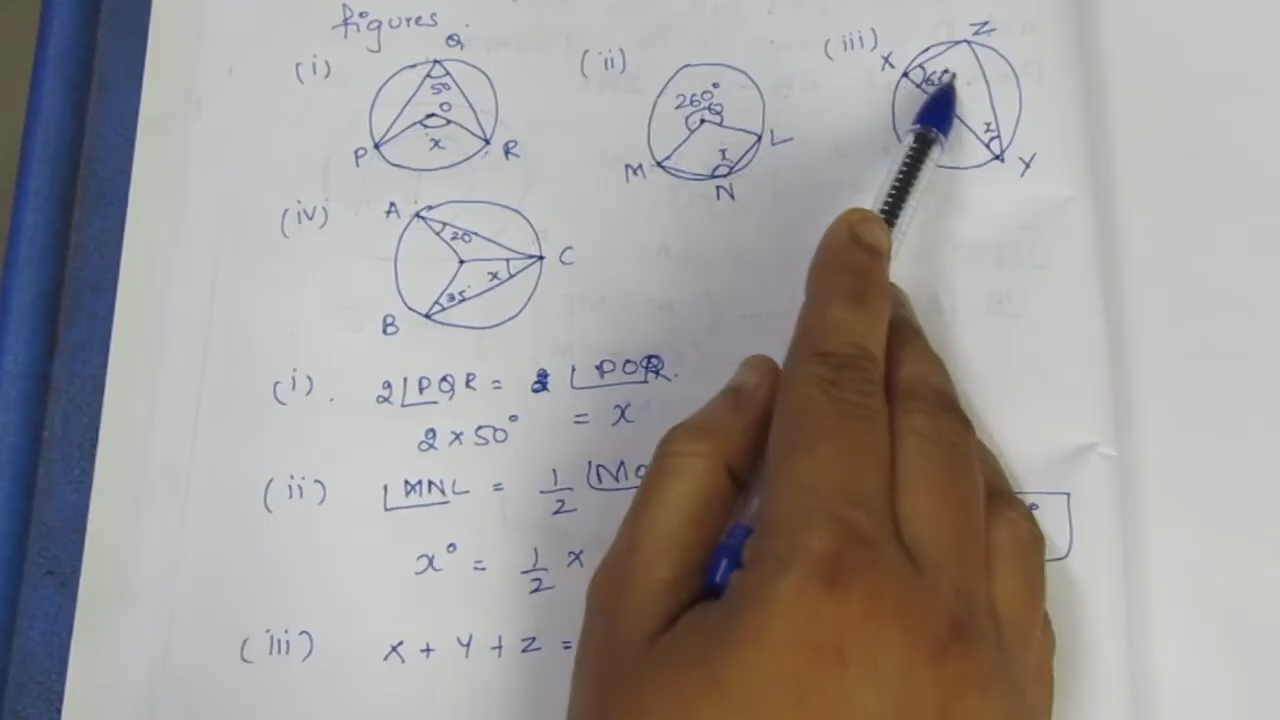 figures
(i) Q 50 O x P R
(ii) 260° O x M N L
(iii) X Z x Y
(iv) A 20 C x 35 B
(i). 2∠PQR = ∠POR.
2×50° = x
(ii) ∠MNL = 1/2
x° = 1/2 ×
(iii) X + Y + Z =